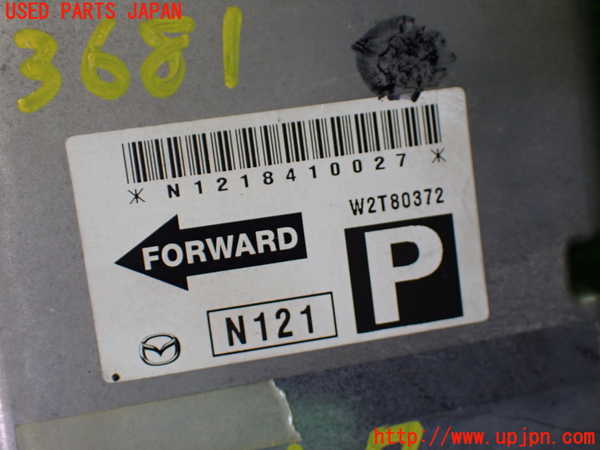 USED PARTS JAPAN
3681
*N1218410027*
W2T80372
FORWARD
P
N121
http://www.upjpn.com